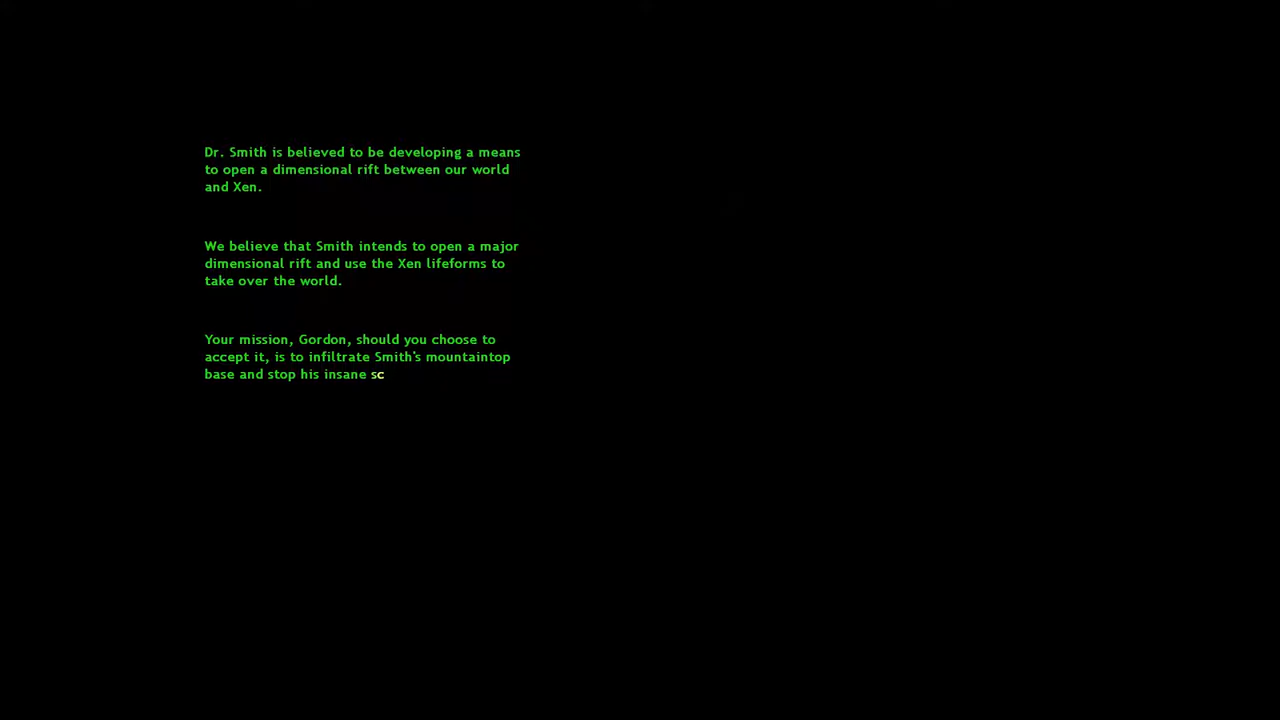 Dr. Smith is believed to be developing a means
to open a dimensional rift between our world
and Xen.
We believe that Smith intends to open a major
dimensional rift and use the Xen lifeforms to
take over the world.
Your mission, Gordon, should you choose to
accept it, is to infiltrate Smith's mountaintop
base and stop his insane sc